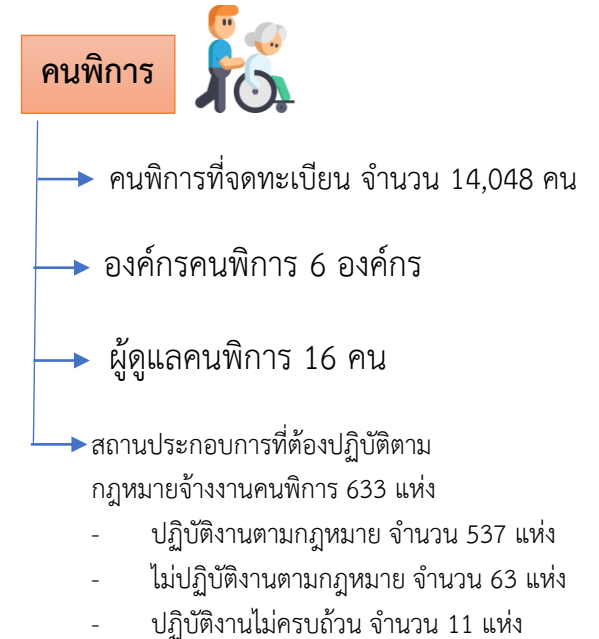 คนพิการ
คนพิการที่จดทะเบียน จำนวน 14,048 คน
องค์กรคนพิการ 6 องค์กร
ผู้ดูแลคนพิการ 16 คน
สถานประกอบการที่ต้องปฏิบัติตาม
กฎหมายจ้างงานคนพิการ 633 แห่ง
- ปฏิบัติงานตามกฎหมาย จำนวน 537 แห่ง
- ไม่ปฏิบัติงานตามกฎหมาย จำนวน 63 แห่ง
- ปฏิบัติงานไม่ครบถ้วน จำนวน 11 แห่ง